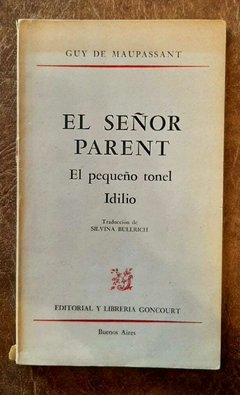 GUY DE MAUPASSANT
EL SEÑOR
PARENT
El pequeño tonel
Idilio
Traducción de
SILVINA BULLRICH
EDITORIAL Y LIBRERIA GONCOURT
Buenos Aires